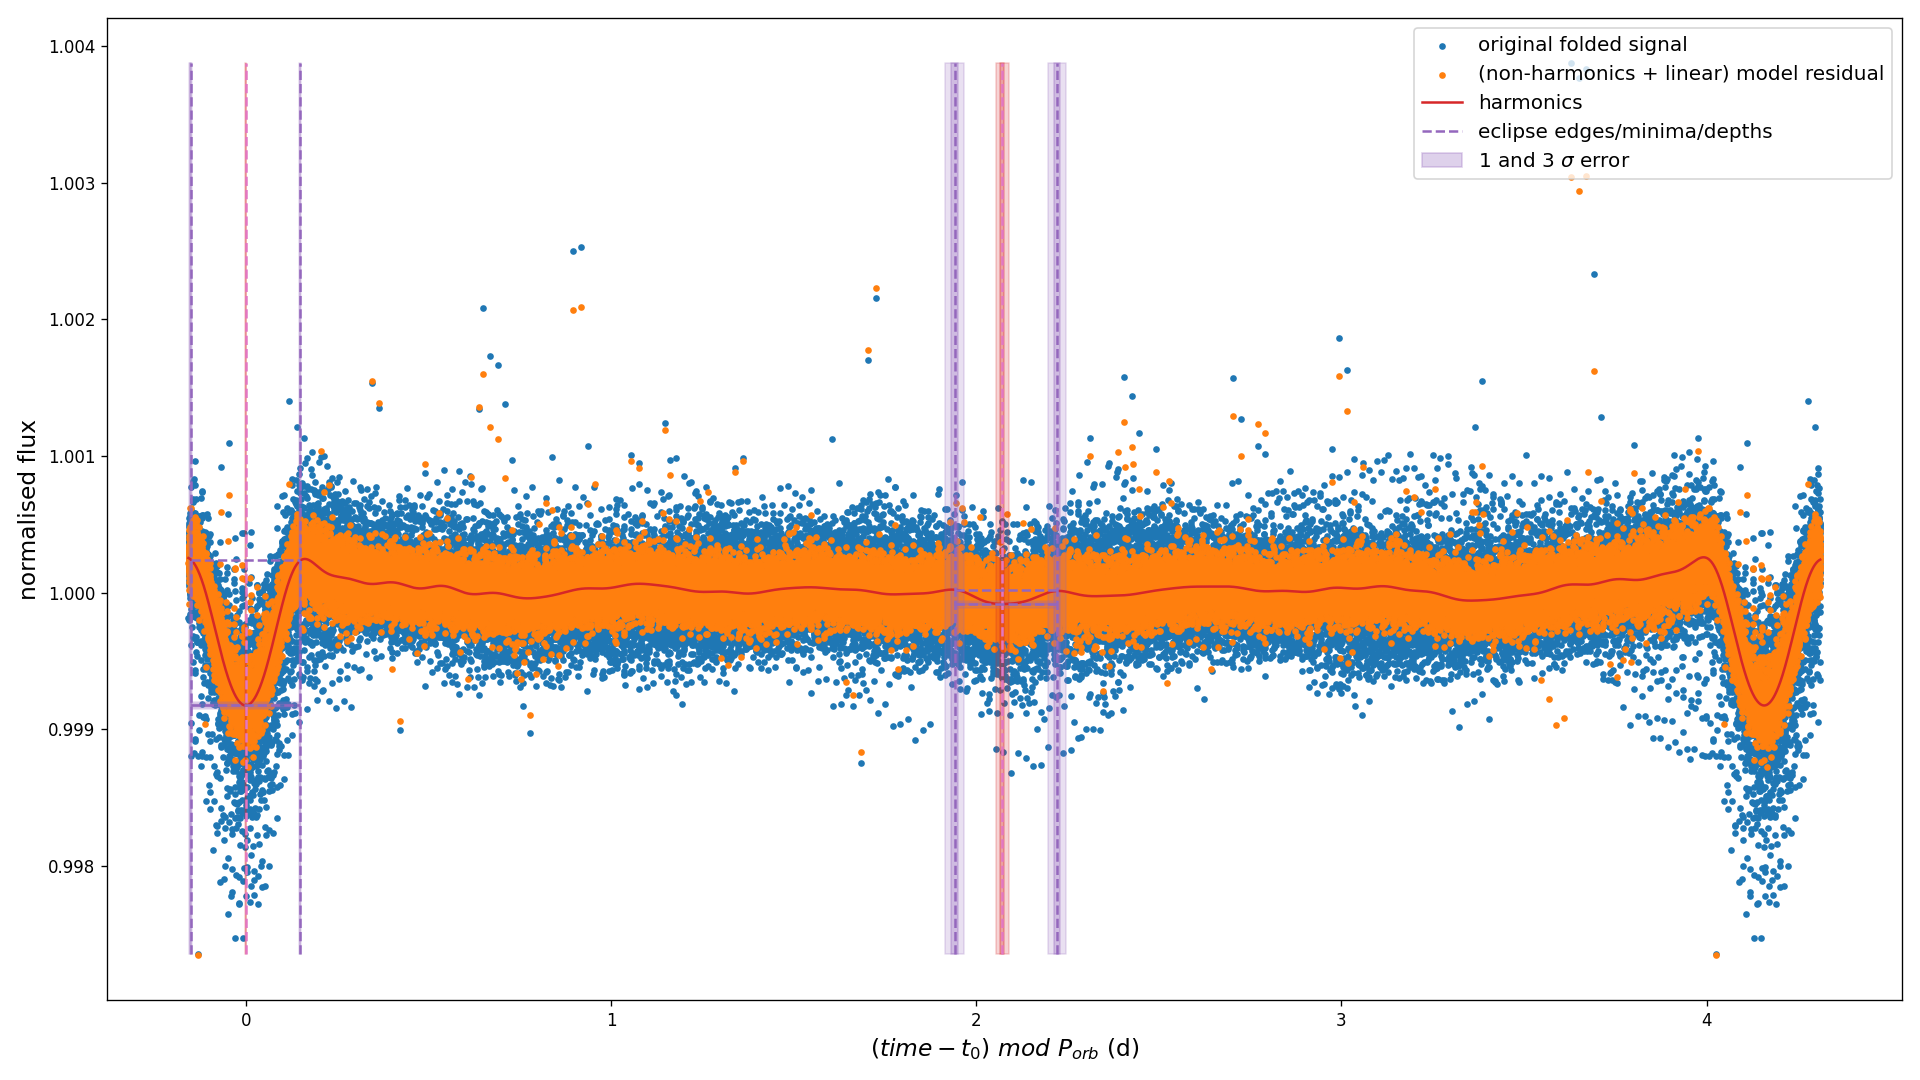 1.004
1.003
1.002
1.001
1.000
0.999
0.998
normalised flux
original folded signal
(non-harmonics + linear) model residual
harmonics
eclipse edges/minima/depths
1 and 3 σ error
0
1
2
3
4
(time − t₀) mod P_{orb} (d)